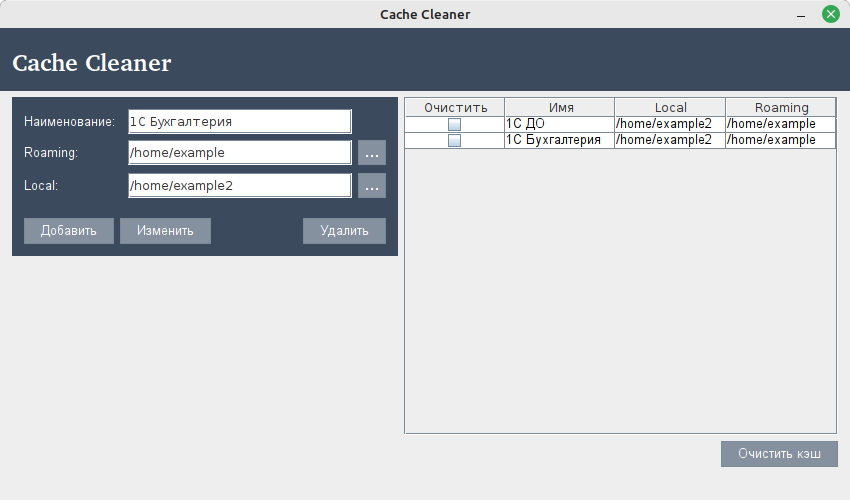 Cache Cleaner
Cache Cleaner
Наименование: 1С Бухгалтерия
Roaming: /home/example ...
Local: /home/example2 ...
Добавить Изменить Удалить
Очистить Имя Local Roaming
1С ДО /home/example2 /home/example
1С Бухгалтерия /home/example2 /home/example
Очистить кэш